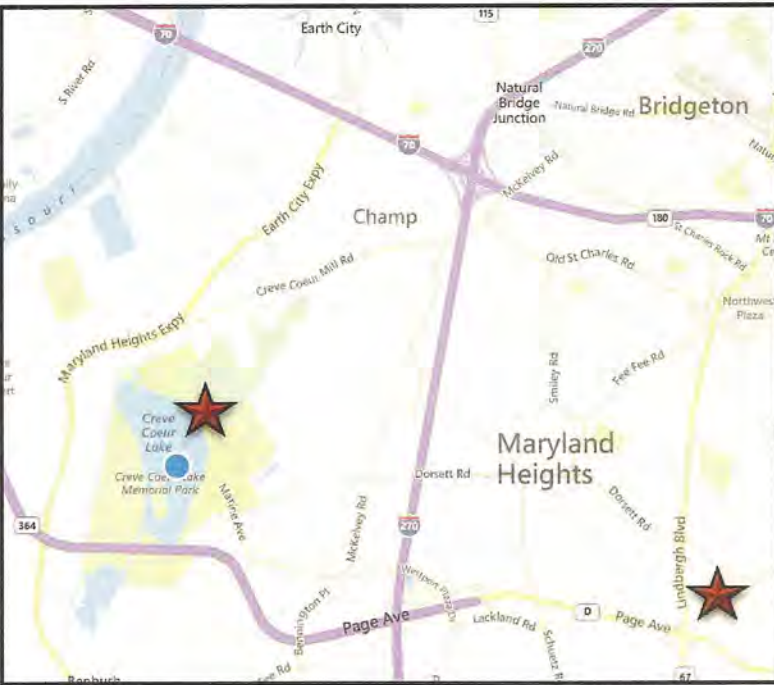 Earth City
115
70
270
S River Rd
Natural
Bridge
Junction
Natural Bridge Rd
Bridgeton
70
McKelvey Rd
Earth City Expy
Champ
180
70
St Charles Rock Rd
Creve Coeur Mill Rd
Old St Charles Rd
Northwest
Plaza
Maryland Heights Expy
Smiley Rd
Fee Fee Rd
Creve
Coeur
Lake
Maryland
Heights
Creve Coeur Lake
Memorial Park
Dorsett Rd
Marine Ave
McKelvey Rd
Dorsett Rd
Lindbergh Blvd
364
270
Westport Plaza Dr
Bennington Pl
Page Ave
Lackland Rd
D
Page Ave
Schuetz R
Fee Rd
67